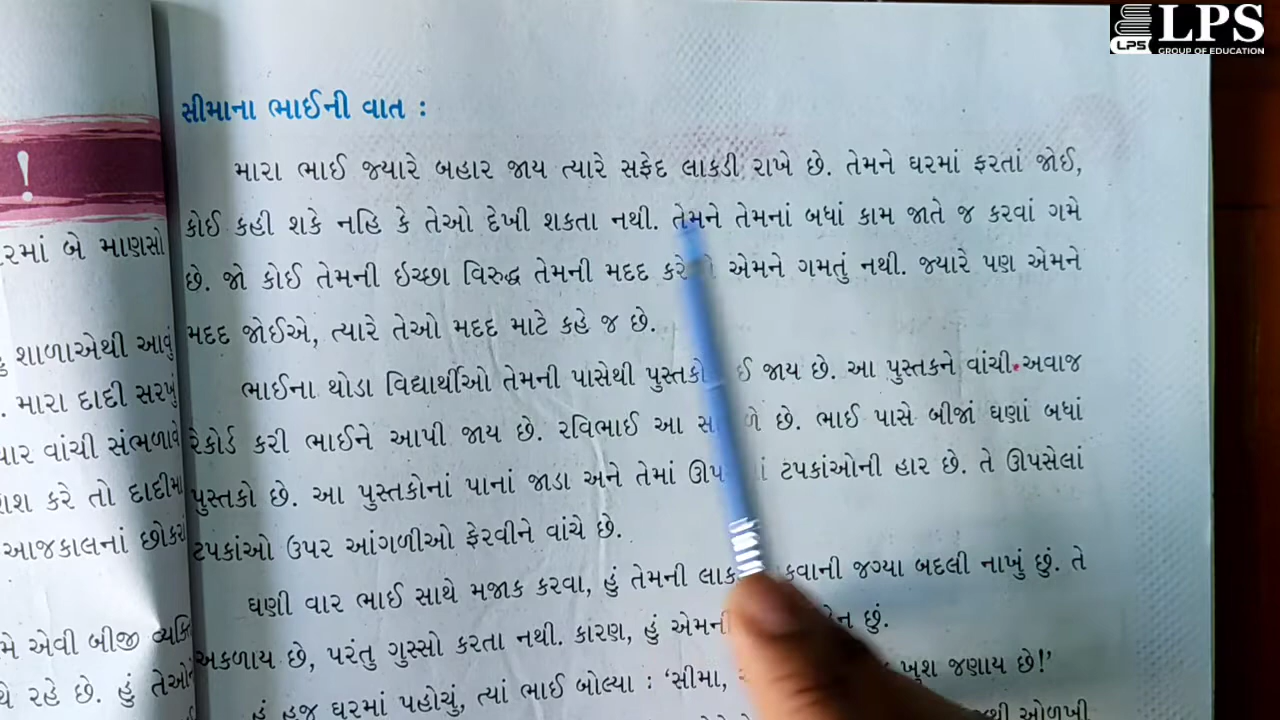 LPS
LPS
GROUP OF EDUCATION
સીમાના ભાઈની વાત :
!
મારા ભાઈ જ્યારે બહાર જાય ત્યારે સફેદ લાકડી રાખે છે. તેમને ઘરમાં ફરતાં જોઈ,
કોઈ કહી શકે નહિ કે તેઓ દેખી શકતા નથી. તેમને તેમનાં બધાં કામ જાતે જ કરવાં ગમે
છે. જો કોઈ તેમની ઇચ્છા વિરુદ્ધ તેમની મદદ એમને ગમતું નથી. જ્યારે પણ એમને
મદદ જોઈએ, ત્યારે તેઓ મદદ માટે કહે જ છે.
ભાઈના થોડા વિદ્યાર્થીઓ તેમની પાસેથી પુસ્તકો જાય છે. આ પુસ્તકને વાંચી અવાજ
રેકોર્ડ કરી ભાઈને આપી જાય છે. રવિભાઈ આ છે. ભાઈ પાસે બીજાં ઘણાં બધાં
પુસ્તકો છે. આ પુસ્તકોનાં પાનાં જાડા અને તેમાં ટપકાંઓની હાર છે. તે ઊપસેલાં
ટપકાંઓ ઉપર આંગળીઓ ફેરવીને વાંચે છે.
ઘણી વાર ભાઈ સાથે મજાક કરવા, હું તેમની જગ્યા બદલી નાખું છું. તે
અકળાય છે, પરંતુ ગુસ્સો કરતા નથી. કારણ, હું છું.
હું હજ ઘરમાં પહોચું, ત્યાં ભાઈ બોલ્યા : ‘સીમા, ખુશ જણાય છે!’
ઓળખી
બે માણસો
શાળાએથી આવું
મારા દાદી સરખું
વાંચી સંભળાવે
કરે તો દાદીમા
આજકાલનાં છોકરાં
એવી બીજી વ્યક્તિ
રહે છે. હું તેઓને